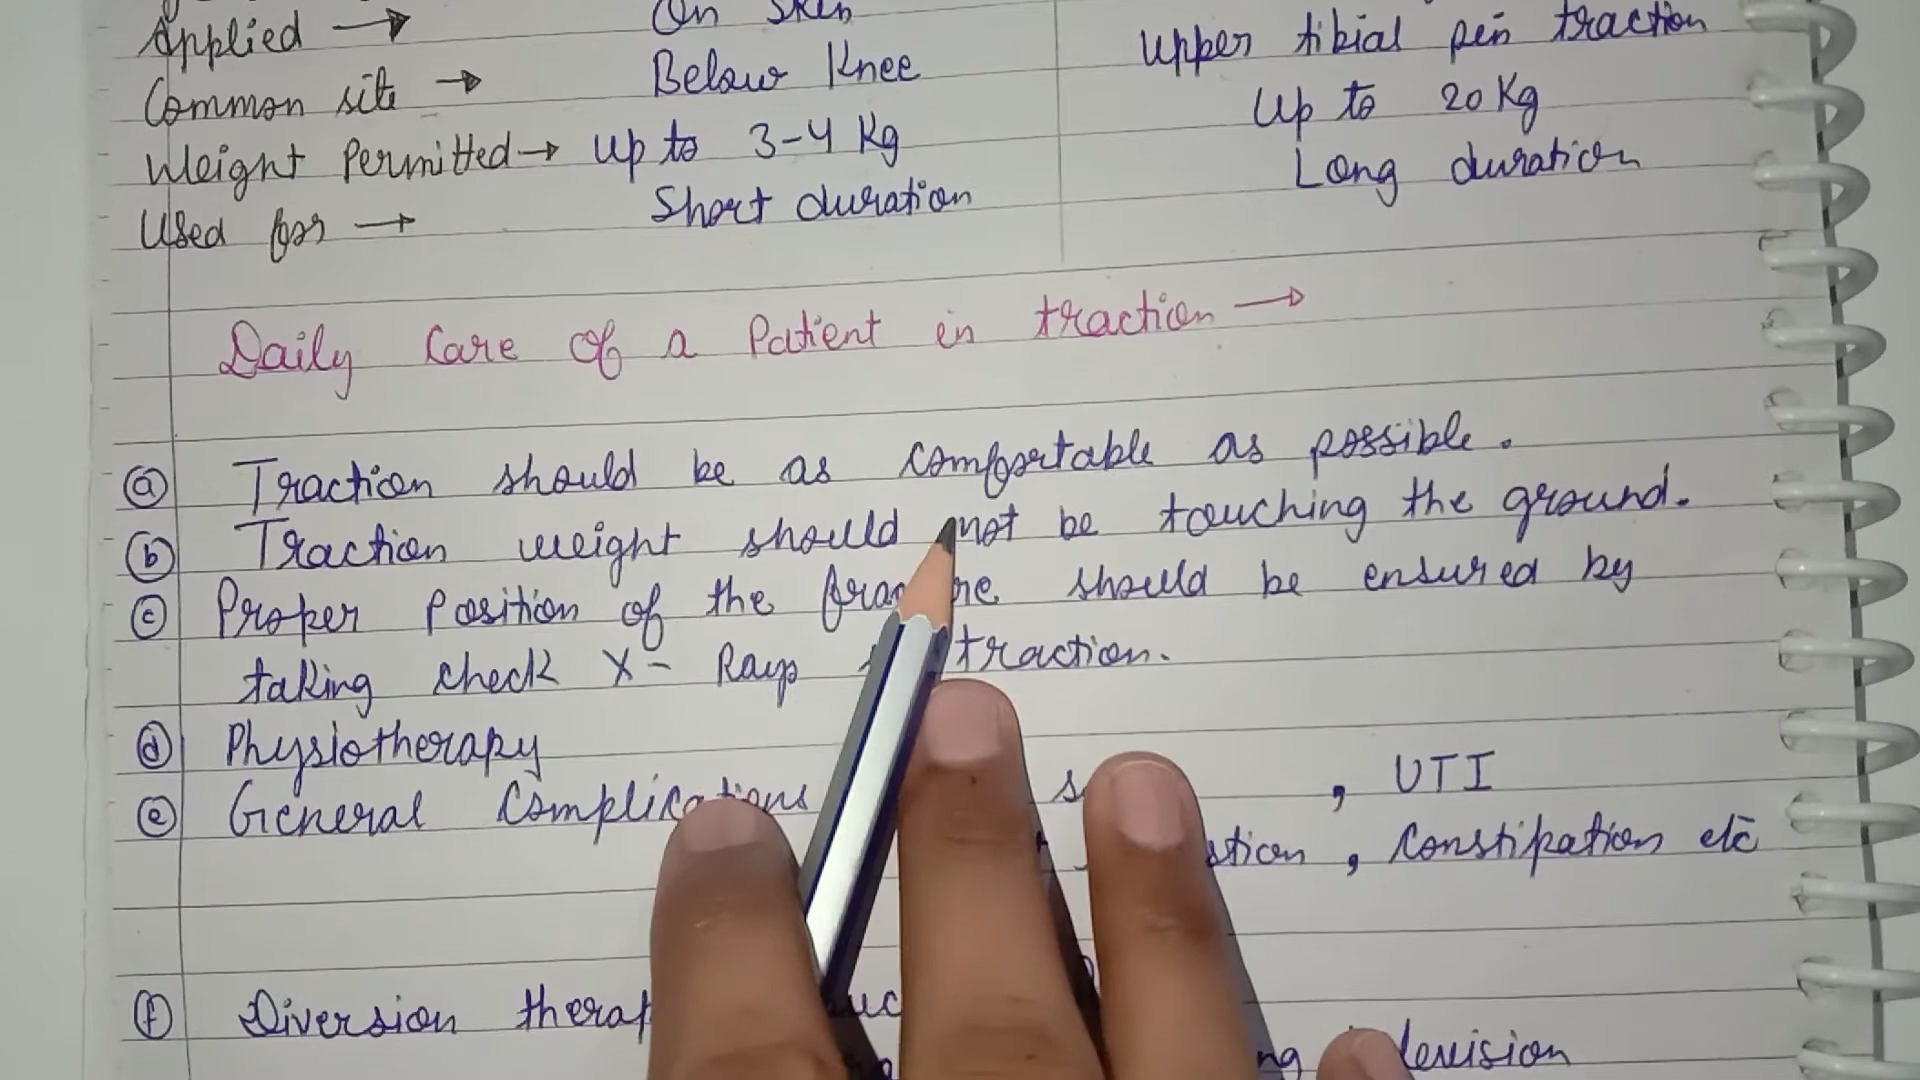 Applied → On Skin
Upper tibial pin traction
Common site → Below Knee
Up to 20 Kg
Weight Permitted → Up to 3-4 Kg
Long duration
Used for → Short duration
Daily Care of a Patient in traction →
(a) Traction should be as comfortable as possible.
(b) Traction weight should not be touching the ground.
(c) Proper Position of the should be ensured by
taking check X-Rays traction.
(d) Physiotherapy
(e) General Complications , UTI
, Constipation etc
(f) Diversion